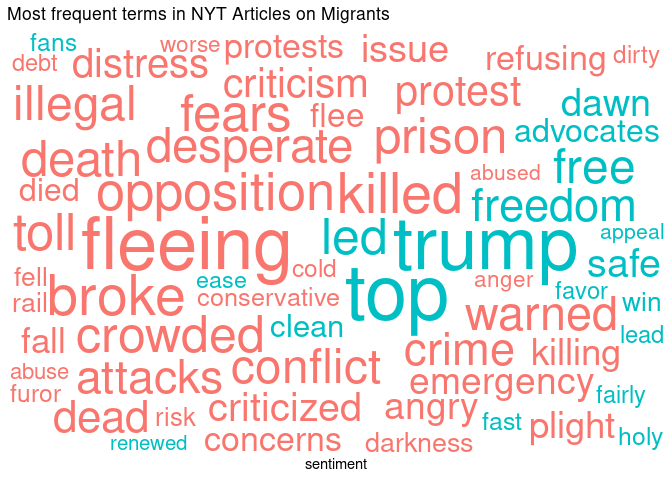 Most frequent terms in NYT Articles on Migrants
fans worse protests issue refusing dirty
debt distress criticism protest dawn
illegal fears flee prison advocates
death desperate abused free
died opposition killed freedom appeal
toll fleeing led trump safe
fell ease cold top anger favor win
rail broke conservative warned lead
fall crowded clean crime killing
abuse attacks conflict emergency fairly
furor dead risk criticized angry fast plight holy
renewed concerns darkness
sentiment